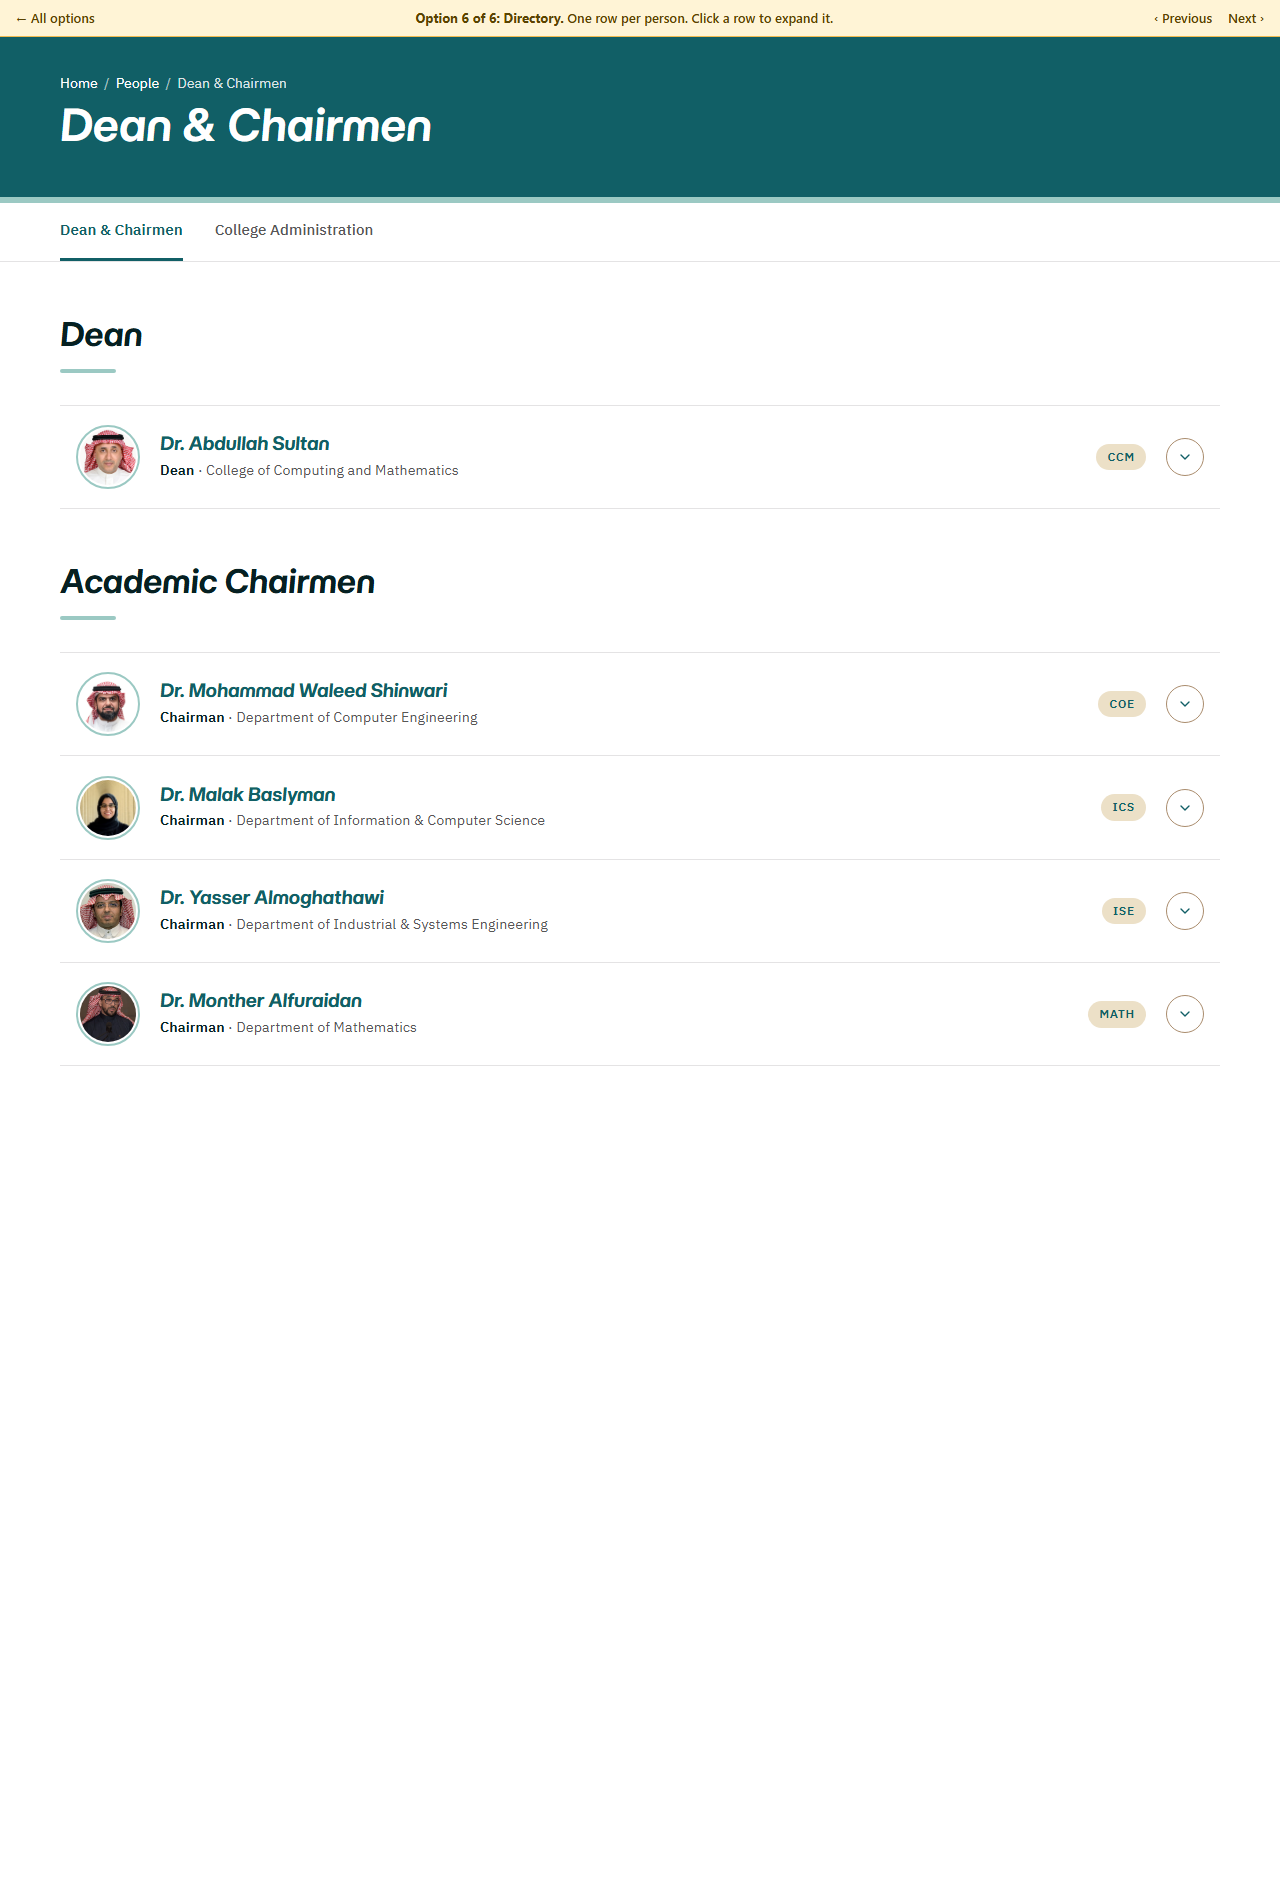 ← All options
Option 6 of 6: Directory. One row per person. Click a row to expand it.
‹ Previous
Next ›
Home / People / Dean & Chairmen
Dean & Chairmen
Dean & Chairmen
College Administration
Dean
Dr. Abdullah Sultan
Dean · College of Computing and Mathematics
CCM
Academic Chairmen
Dr. Mohammad Waleed Shinwari
Chairman · Department of Computer Engineering
COE
Dr. Malak Baslyman
Chairman · Department of Information & Computer Science
ICS
Dr. Yasser Almoghathawi
Chairman · Department of Industrial & Systems Engineering
ISE
Dr. Monther Alfuraidan
Chairman · Department of Mathematics
MATH